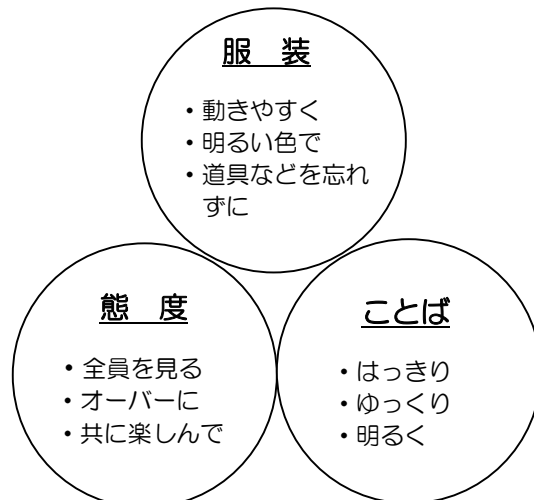 服　装
・動きやすく
・明るい色で
・道具などを忘れ
ずに
態　度
・全員を見る
・オーバーに
・共に楽しんで
ことば
・はっきり
・ゆっくり
・明るく